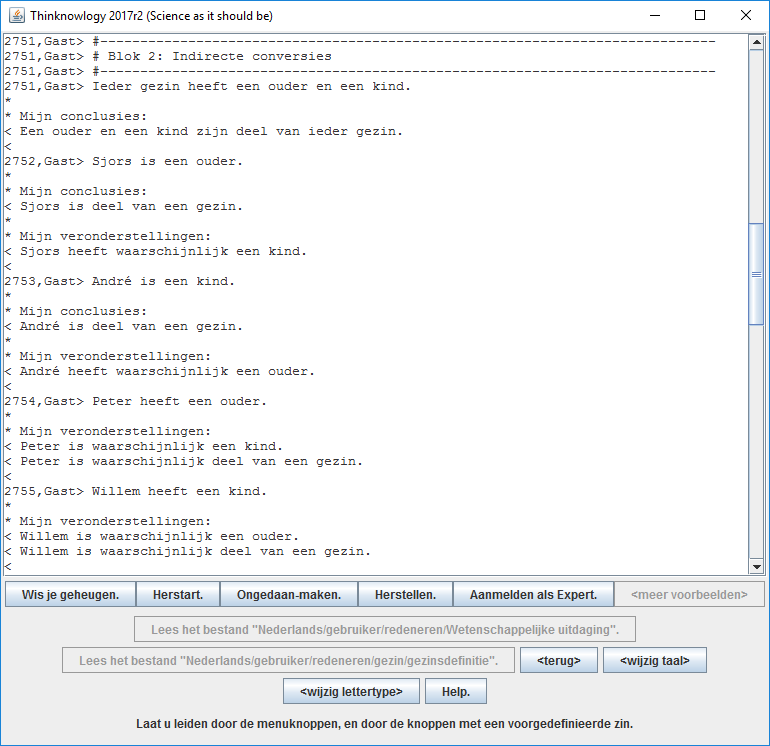 Thinknowlogy 2017r2 (Science as it should be)
2751,Gast> #-----------------------------------------------------------------------------
2751,Gast> # Blok 2: Indirecte conversies
2751,Gast> #-----------------------------------------------------------------------------
2751,Gast> Ieder gezin heeft een ouder en een kind.
*
* Mijn conclusies:
< Een ouder en een kind zijn deel van ieder gezin.
<
2752,Gast> Sjors is een ouder.
*
* Mijn conclusies:
< Sjors is deel van een gezin.
*
* Mijn veronderstellingen:
< Sjors heeft waarschijnlijk een kind.
<
2753,Gast> André is een kind.
*
* Mijn conclusies:
< André is deel van een gezin.
*
* Mijn veronderstellingen:
< André heeft waarschijnlijk een ouder.
<
2754,Gast> Peter heeft een ouder.
*
* Mijn veronderstellingen:
< Peter is waarschijnlijk een kind.
< Peter is waarschijnlijk deel van een gezin.
<
2755,Gast> Willem heeft een kind.
*
* Mijn veronderstellingen:
< Willem is waarschijnlijk een ouder.
< Willem is waarschijnlijk deel van een gezin.
<
Wis je geheugen. Herstart. Ongedaan-maken. Herstellen. Aanmelden als Expert. <meer voorbeelden>
Lees het bestand "Nederlands/gebruiker/redeneren/Wetenschappelijke uitdaging".
Lees het bestand "Nederlands/gebruiker/redeneren/gezin/gezinsdefinitie". <terug> <wijzig taal>
<wijzig lettertype> Help.
Laat u leiden door de menuknoppen, en door de knoppen met een voorgedefinieerde zin.